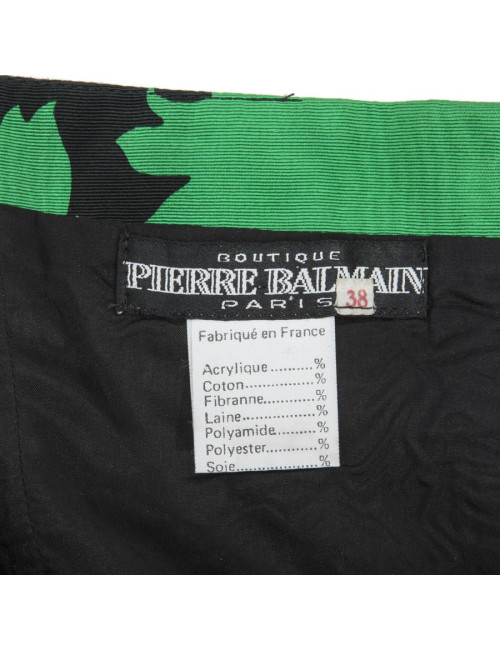 BOUTIQUE
PIERRE BALMAIN
PARIS
38
Fabriqué en France
Acrylique..........%
Coton...................%
Fibranne.............%
Laine...................%
Polyamide..........%
Polyester............%
Soie.....................%